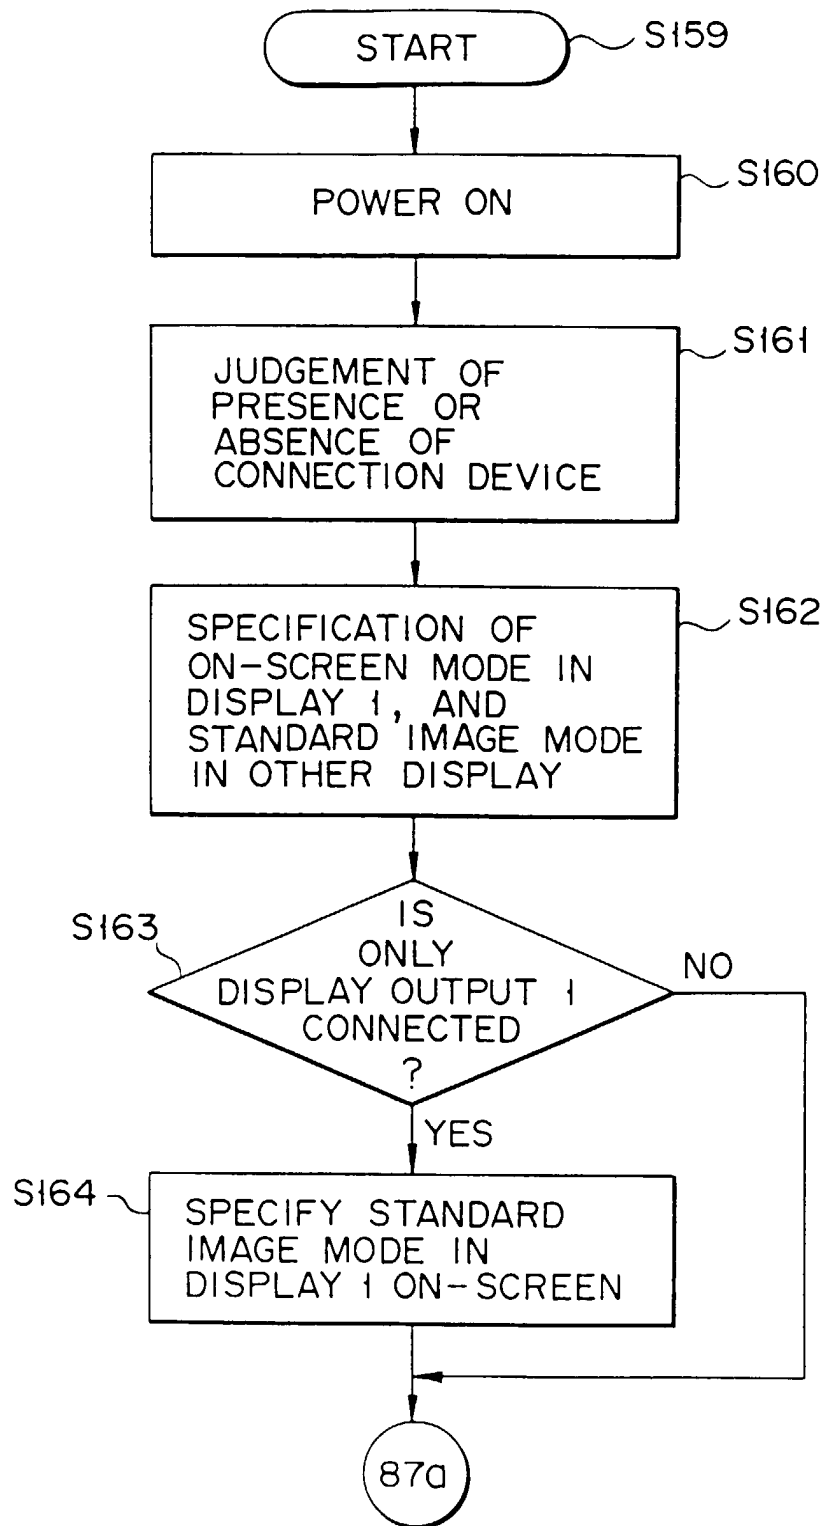 START
S159
POWER ON
S160
S161
JUDGEMENT OF
PRESENCE OR
ABSENCE OF
CONNECTION DEVICE
S162
SPECIFICATION OF
ON-SCREEN MODE IN
DISPLAY 1, AND
STANDARD IMAGE MODE
IN OTHER DISPLAY
S163
IS
ONLY
DISPLAY OUTPUT 1
CONNECTED
?
NO
YES
S164
SPECIFY STANDARD
IMAGE MODE IN
DISPLAY 1 ON-SCREEN
87a